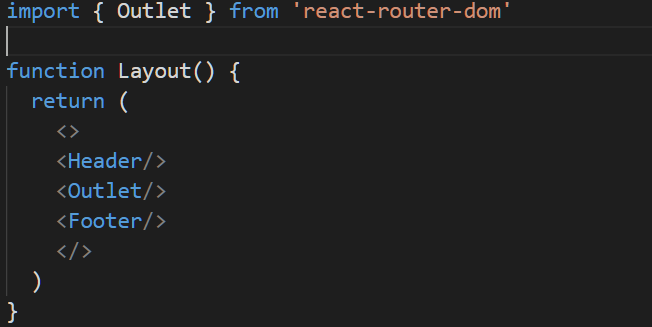 import { Outlet } from 'react-router-dom'
function Layout() {
  return (
    <>
    <Header/>
    <Outlet/>
    <Footer/>
    </>
  )
}